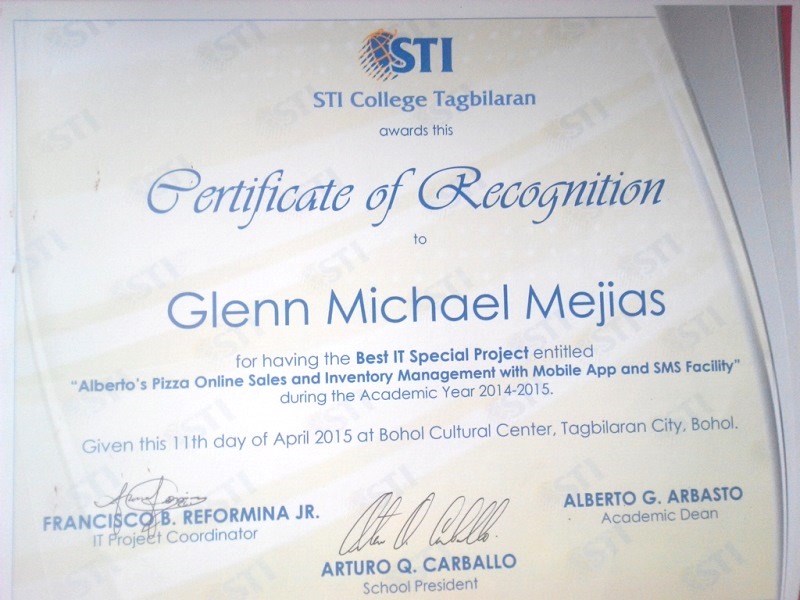 STI
STI College Tagbilaran
awards this
Certificate of Recognition
to
Glenn Michael Mejias
for having the Best IT Special Project entitled
"Alberto's Pizza Online Sales and Inventory Management with Mobile App and SMS Facility"
during the Academic Year 2014-2015.
Given this 11th day of April 2015 at Bohol Cultural Center, Tagbilaran City, Bohol.
FRANCISCO B. REFORMINA JR.
IT Project Coordinator
ARTURO Q. CARBALLO
School President
ALBERTO G. ARBASTO
Academic Dean